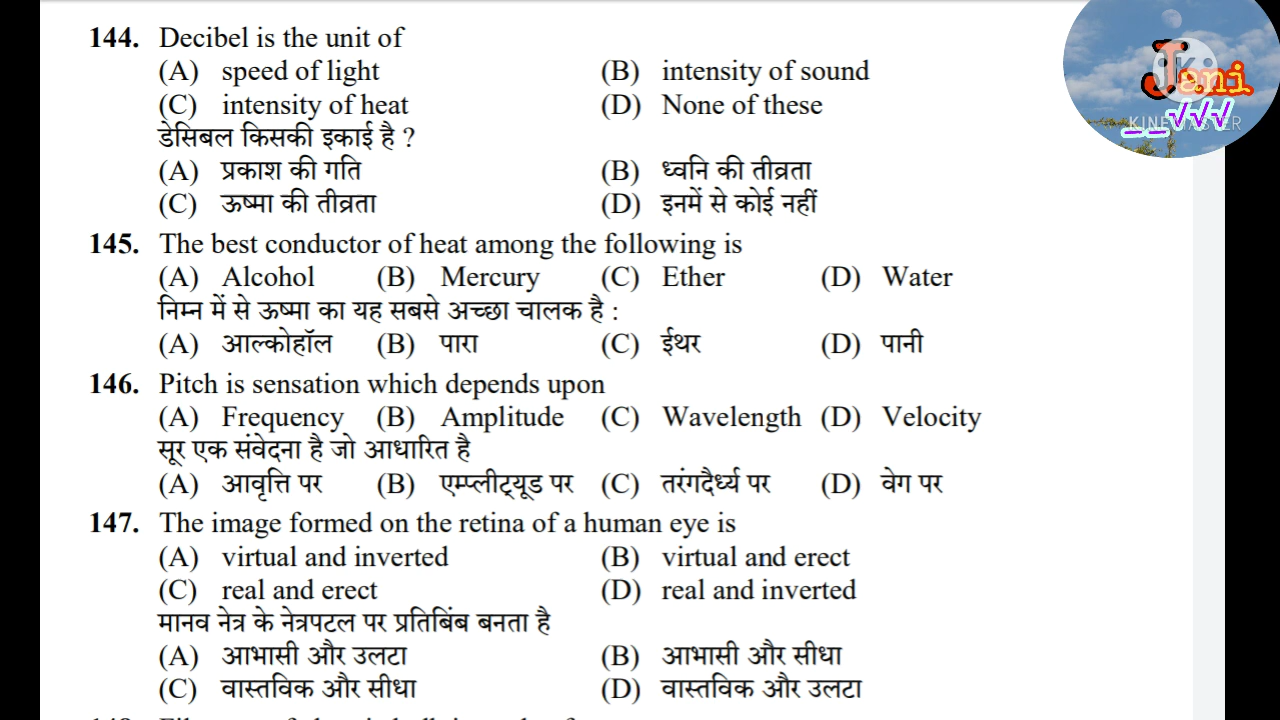 144. Decibel is the unit of
(A) speed of light (B) intensity of sound
(C) intensity of heat (D) None of these
डेसिबल किसकी इकाई है ?
(A) प्रकाश की गति (B) ध्वनि की तीव्रता
(C) ऊष्मा की तीव्रता (D) इनमें से कोई नहीं
145. The best conductor of heat among the following is
(A) Alcohol (B) Mercury (C) Ether (D) Water
निम्न में से ऊष्मा का यह सबसे अच्छा चालक है :
(A) आल्कोहॉल (B) पारा (C) ईथर (D) पानी
146. Pitch is sensation which depends upon
(A) Frequency (B) Amplitude (C) Wavelength (D) Velocity
सूर एक संवेदना है जो आधारित है
(A) आवृत्ति पर (B) एम्प्लीट्यूड पर (C) तरंगदैर्ध्य पर (D) वेग पर
147. The image formed on the retina of a human eye is
(A) virtual and inverted (B) virtual and erect
(C) real and erect (D) real and inverted
मानव नेत्र के नेत्रपटल पर प्रतिबिंब बनता है
(A) आभासी और उलटा (B) आभासी और सीधा
(C) वास्तविक और सीधा (D) वास्तविक और उलटा
Jani
KINEMASTER